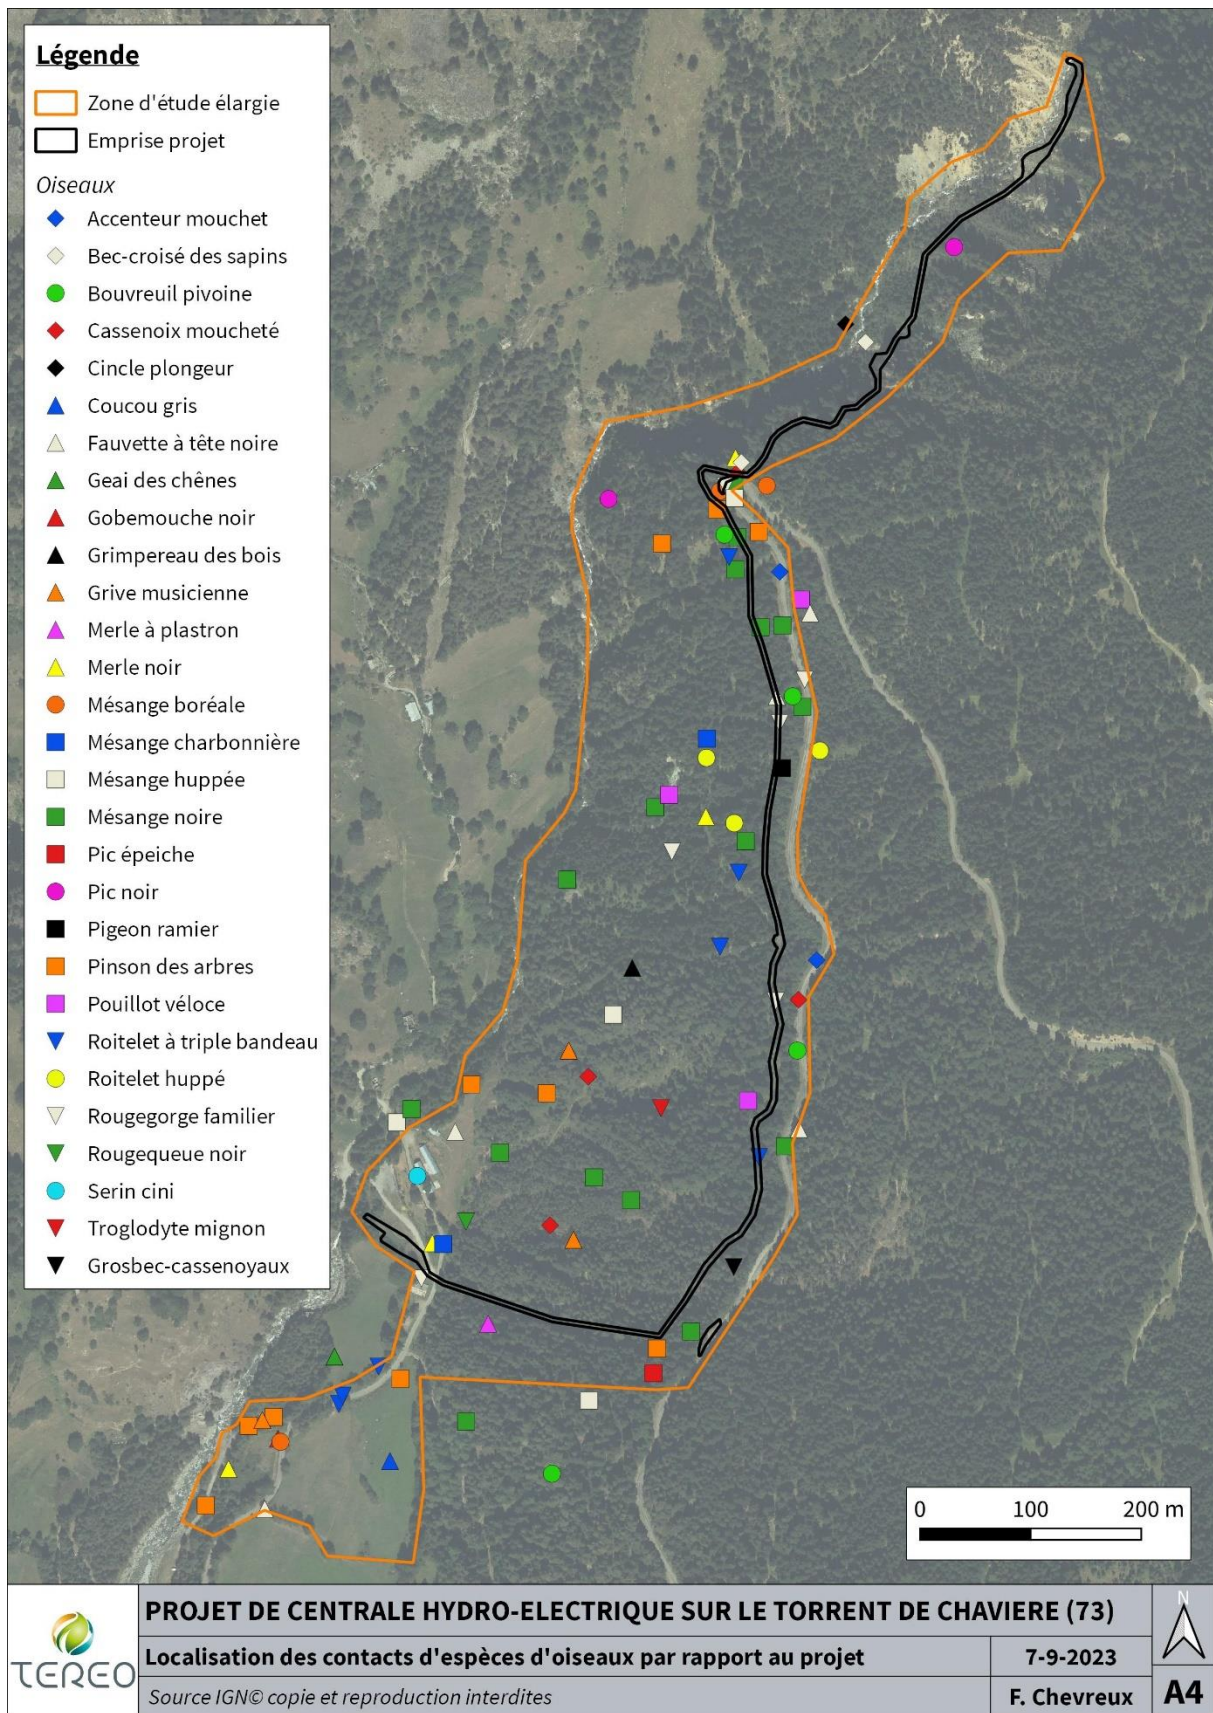 Légende
Zone d'étude élargie
Emprise projet
Oiseaux
Accenteur mouchet
Bec-croisé des sapins
Bouvreuil pivoine
Cassenoix moucheté
Cincle plongeur
Coucou gris
Fauvette à tête noire
Geai des chênes
Gobemouche noir
Grimpereau des bois
Grive musicienne
Merle à plastron
Merle noir
Mésange boréale
Mésange charbonnière
Mésange huppée
Mésange noire
Pic épeiche
Pic noir
Pigeon ramier
Pinson des arbres
Pouillot véloce
Roitelet à triple bandeau
Roitelet huppé
Rougegorge familier
Rougequeue noir
Serin cini
Troglodyte mignon
Grosbec-cassenoyaux
0 100 200 m
TEREO
PROJET DE CENTRALE HYDRO-ELECTRIQUE SUR LE TORRENT DE CHAVIERE (73)
Localisation des contacts d'espèces d'oiseaux par rapport au projet
7-9-2023
Source IGN© copie et reproduction interdites
F. Chevreux
N
A4